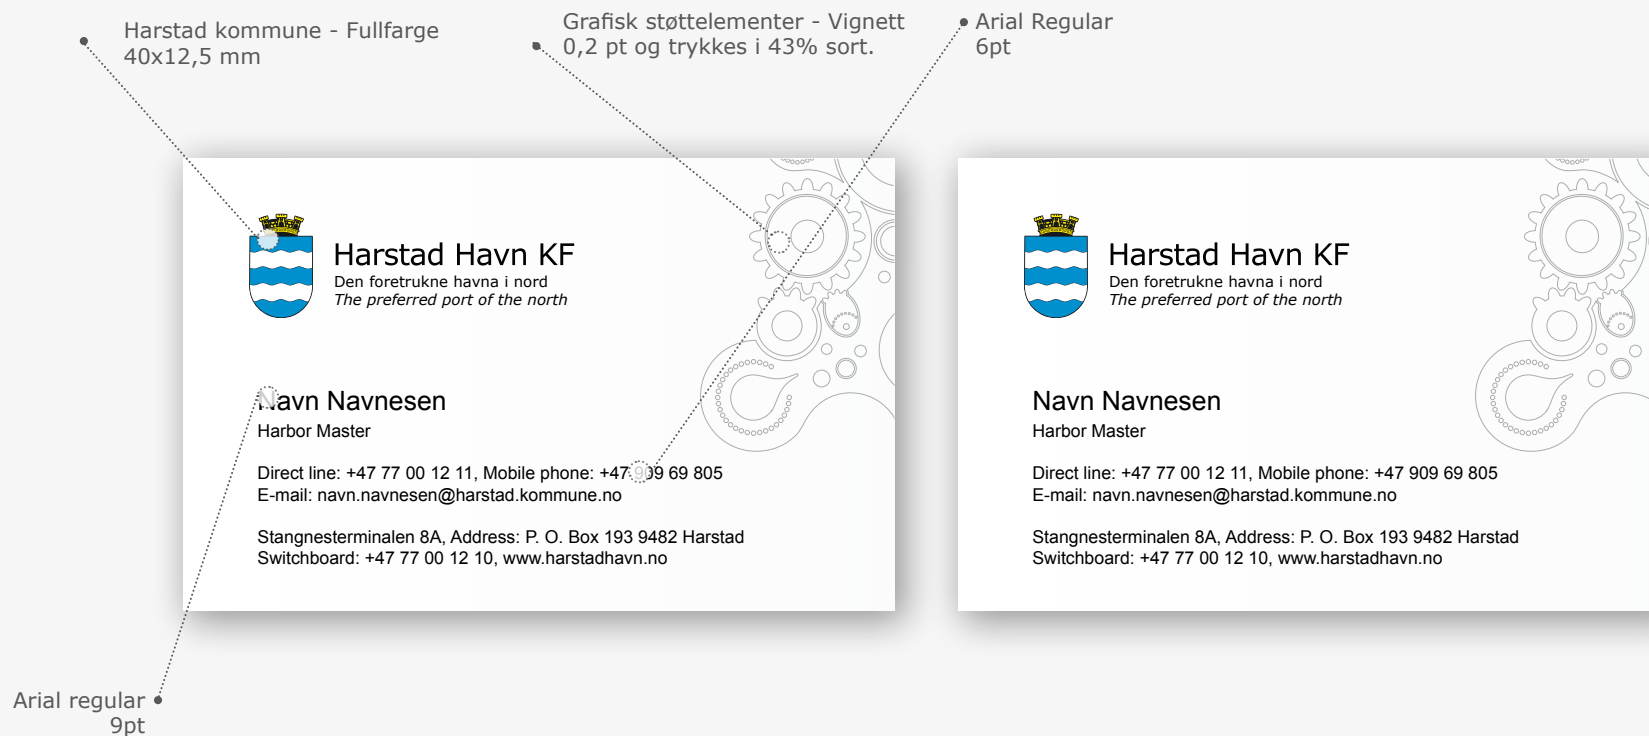 Harstad kommune - Fullfarge
40x12,5 mm
Grafisk støttelementer - Vignett
0,2 pt og trykkes i 43% sort.
Arial Regular
6pt
Harstad Havn KF
Den foretrukne havna i nord
The preferred port of the north
Navn Navnesen
Harbor Master
Direct line: +47 77 00 12 11, Mobile phone: +47 909 69 805
E-mail: navn.navnesen@harstad.kommune.no
Stangnesterminalen 8A, Address: P. O. Box 193 9482 Harstad
Switchboard: +47 77 00 12 10, www.harstadhavn.no
Harstad Havn KF
Den foretrukne havna i nord
The preferred port of the north
Navn Navnesen
Harbor Master
Direct line: +47 77 00 12 11, Mobile phone: +47 909 69 805
E-mail: navn.navnesen@harstad.kommune.no
Stangnesterminalen 8A, Address: P. O. Box 193 9482 Harstad
Switchboard: +47 77 00 12 10, www.harstadhavn.no
Arial regular
9pt